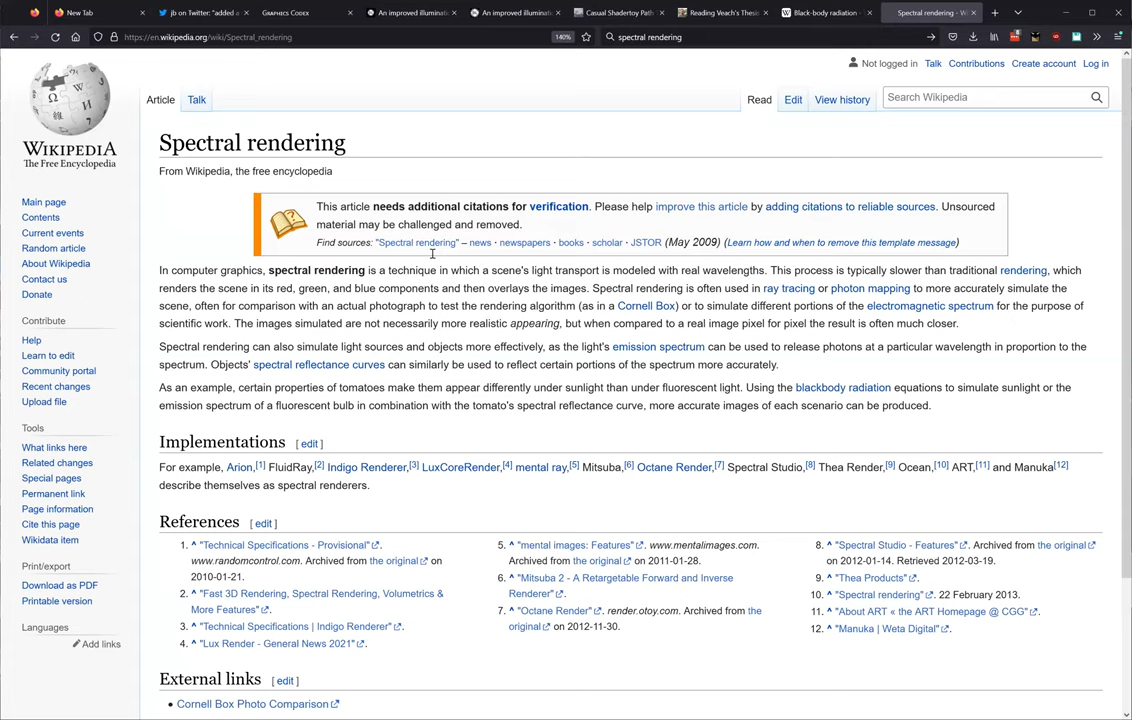 New Tab
jb on Twitter: "added a
Graphics Codex
An improved illuminati
An improved illuminati
Casual Shadertoy Path
Reading Veach's Thesis
Black-body radiation -
Spectral rendering - Wi
https://en.wikipedia.org/wiki/Spectral_rendering
140%
spectral rendering
Not logged in Talk Contributions Create account Log in
Article Talk Read Edit View history Search Wikipedia
WIKIPEDIA
The Free Encyclopedia
Main page
Contents
Current events
Random article
About Wikipedia
Contact us
Donate
Contribute
Help
Learn to edit
Community portal
Recent changes
Upload file
Tools
What links here
Related changes
Special pages
Permanent link
Page information
Cite this page
Wikidata item
Print/export
Download as PDF
Printable version
Languages
Add links
Spectral rendering
From Wikipedia, the free encyclopedia
This article needs additional citations for verification. Please help improve this article by adding citations to reliable sources. Unsourced
material may be challenged and removed.
Find sources: "Spectral rendering" – news · newspapers · books · scholar · JSTOR (May 2009) (Learn how and when to remove this template message)
In computer graphics, spectral rendering is a technique in which a scene's light transport is modeled with real wavelengths. This process is typically slower than traditional rendering, which
renders the scene in its red, green, and blue components and then overlays the images. Spectral rendering is often used in ray tracing or photon mapping to more accurately simulate the
scene, often for comparison with an actual photograph to test the rendering algorithm (as in a Cornell Box) or to simulate different portions of the electromagnetic spectrum for the purpose of
scientific work. The images simulated are not necessarily more realistic appearing, but when compared to a real image pixel for pixel the result is often much closer.
Spectral rendering can also simulate light sources and objects more effectively, as the light's emission spectrum can be used to release photons at a particular wavelength in proportion to the
spectrum. Objects' spectral reflectance curves can similarly be used to reflect certain portions of the spectrum more accurately.
As an example, certain properties of tomatoes make them appear differently under sunlight than under fluorescent light. Using the blackbody radiation equations to simulate sunlight or the
emission spectrum of a fluorescent bulb in combination with the tomato's spectral reflectance curve, more accurate images of each scenario can be produced.
Implementations [ edit ]
For example, Arion,[1] FluidRay,[2] Indigo Renderer,[3] LuxCoreRender,[4] mental ray,[5] Mitsuba,[6] Octane Render,[7] Spectral Studio,[8] Thea Render,[9] Ocean,[10] ART,[11] and Manuka[12]
describe themselves as spectral renderers.
References [ edit ]
1. ^ "Technical Specifications - Provisional".
www.randomcontrol.com. Archived from the original on
2010-01-21.
2. ^ "Fast 3D Rendering, Spectral Rendering, Volumetrics &
More Features".
3. ^ "Technical Specifications | Indigo Renderer".
4. ^ "Lux Render - General News 2021".
5. ^ "mental images: Features". www.mentalimages.com.
Archived from the original on 2011-01-28.
6. ^ "Mitsuba 2 - A Retargetable Forward and Inverse
Renderer".
7. ^ "Octane Render". render.otoy.com. Archived from the
original on 2012-11-30.
8. ^ "Spectral Studio - Features". Archived from the original
on 2012-01-14. Retrieved 2012-03-19.
9. ^ "Thea Products".
10. ^ "Spectral rendering". 22 February 2013.
11. ^ "About ART « the ART Homepage @ CGG".
12. ^ "Manuka | Weta Digital".
External links [ edit ]
• Cornell Box Photo Comparison